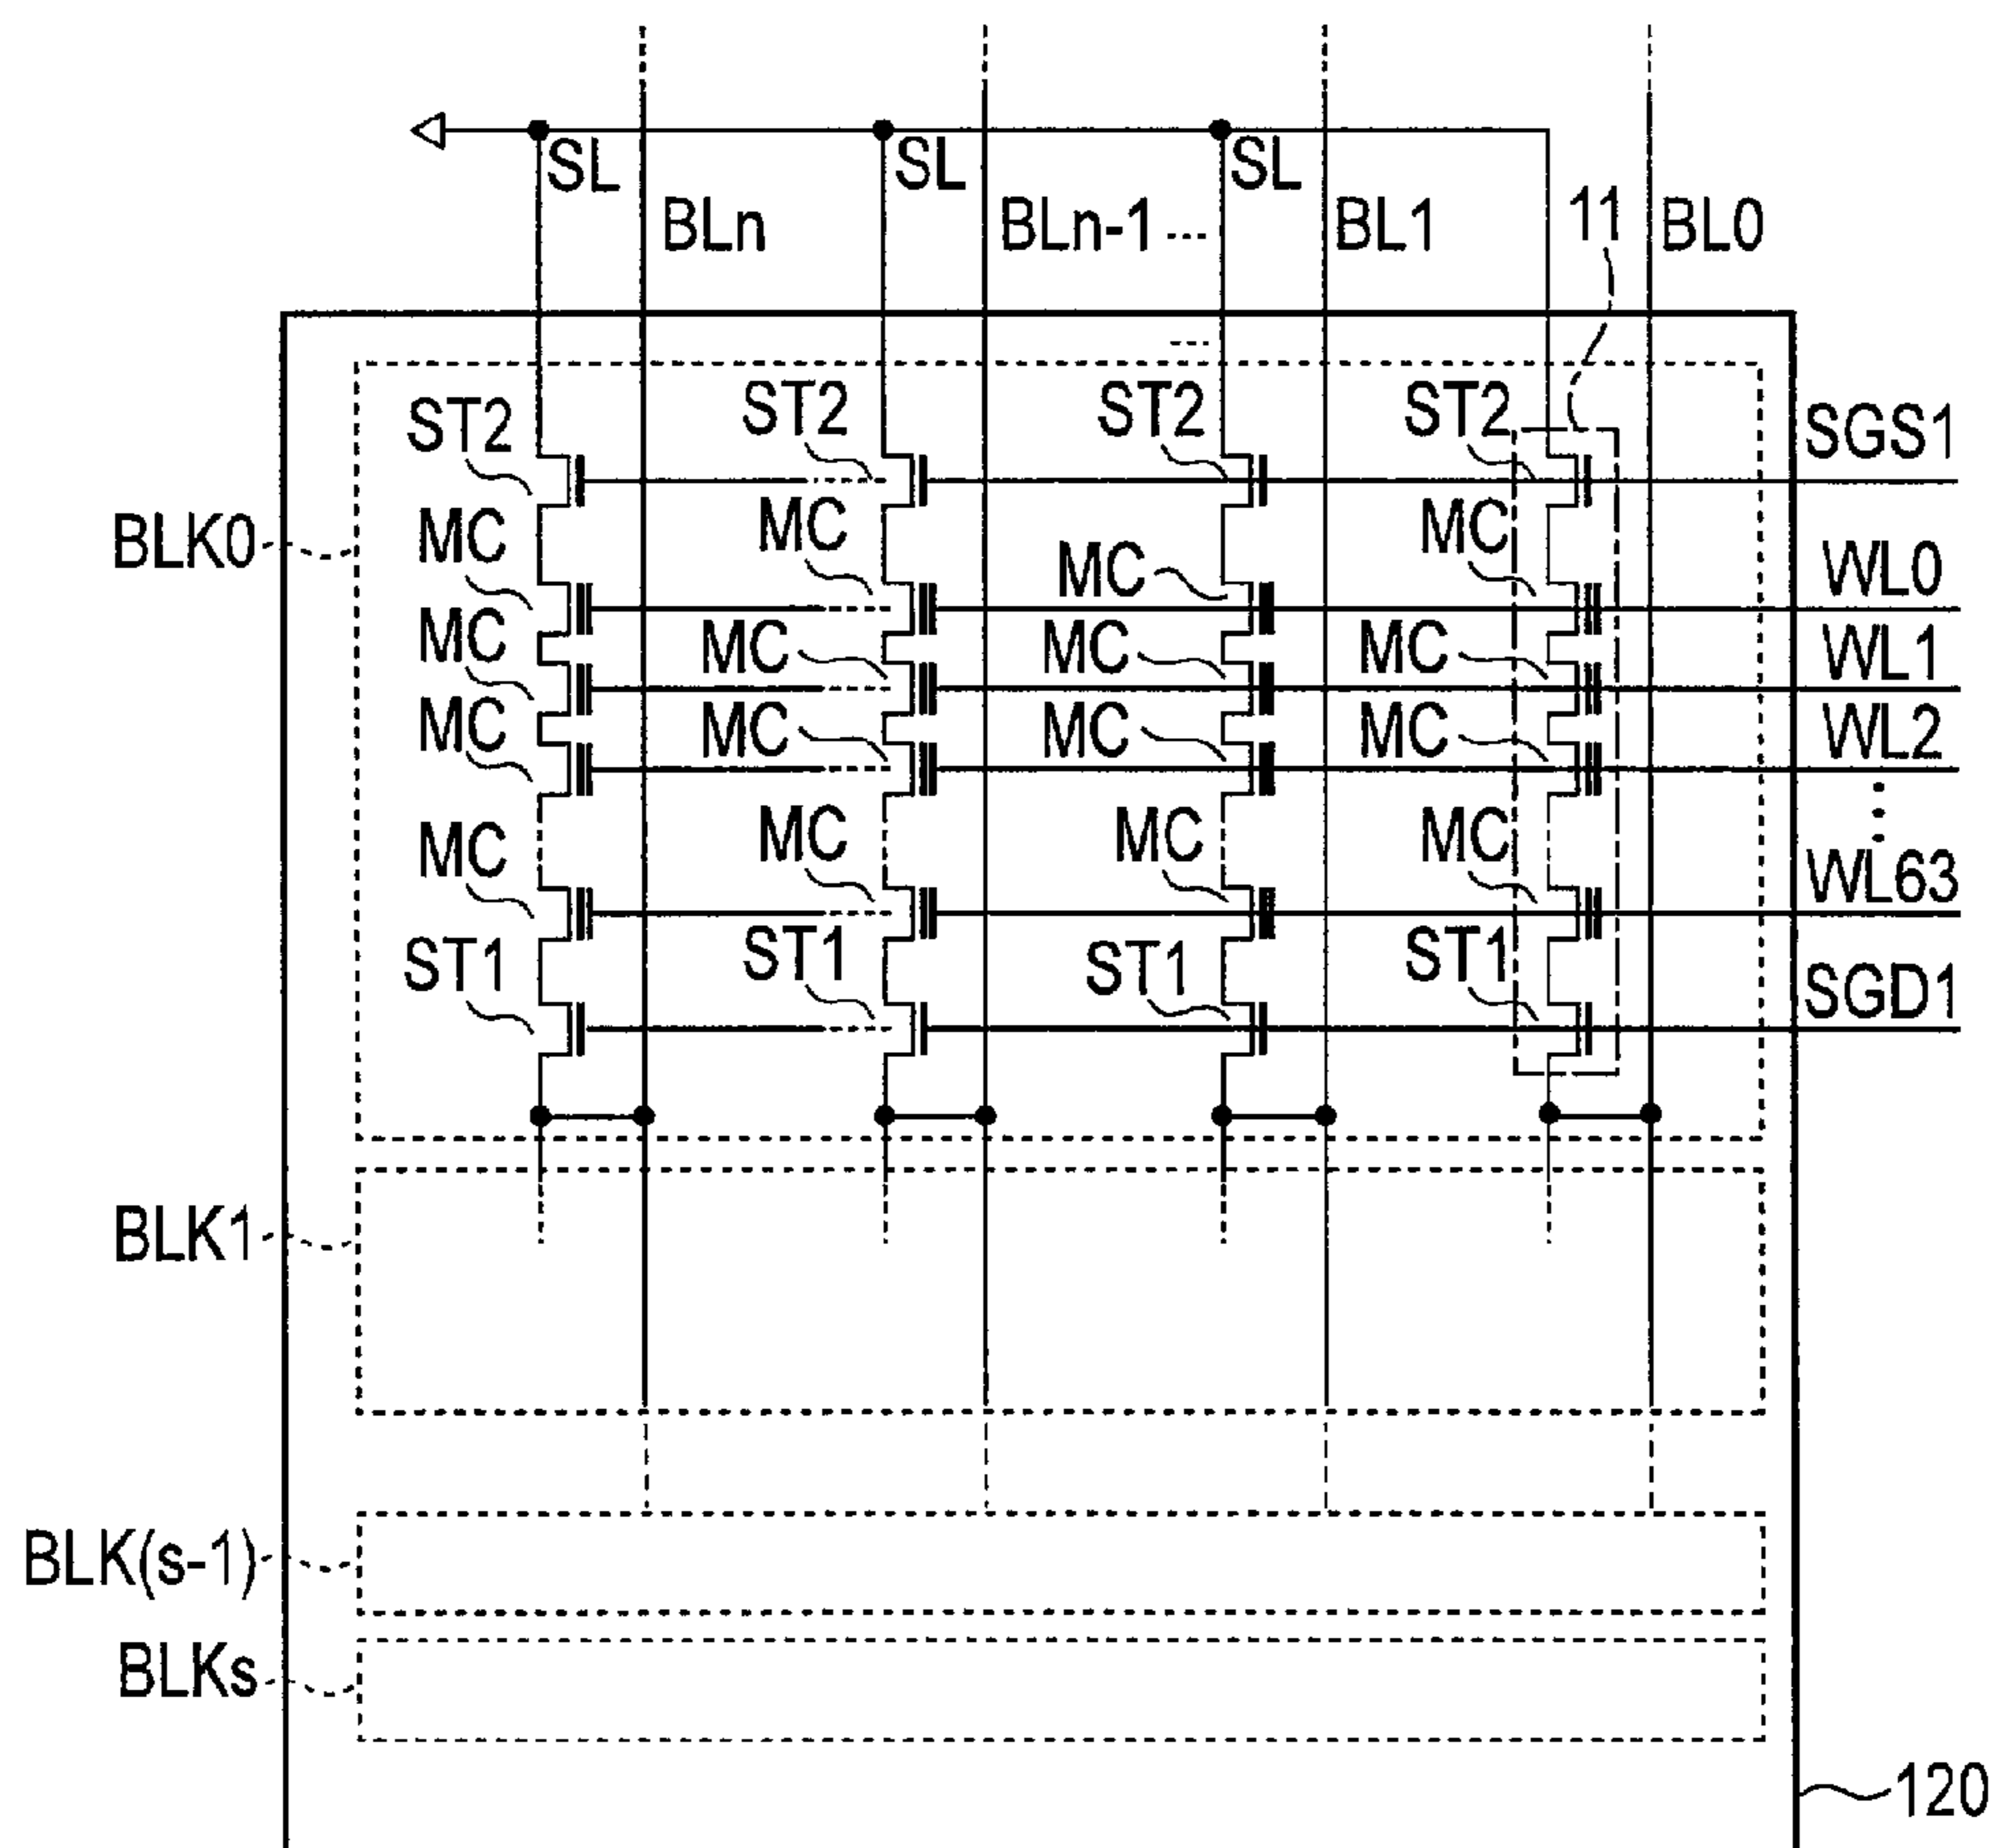 SL SL SL
BLn BLn-1 ... BL1 11 BL0
...
ST2 ST2 ST2 ST2 SGS1
BLK0 MC MC MC MC WL0
MC MC MC MC WL1
MC MC MC MC WL2
⋮
MC MC MC MC WL63
ST1 ST1 ST1 ST1 SGD1
BLK1
BLK(s-1)
BLKs
120